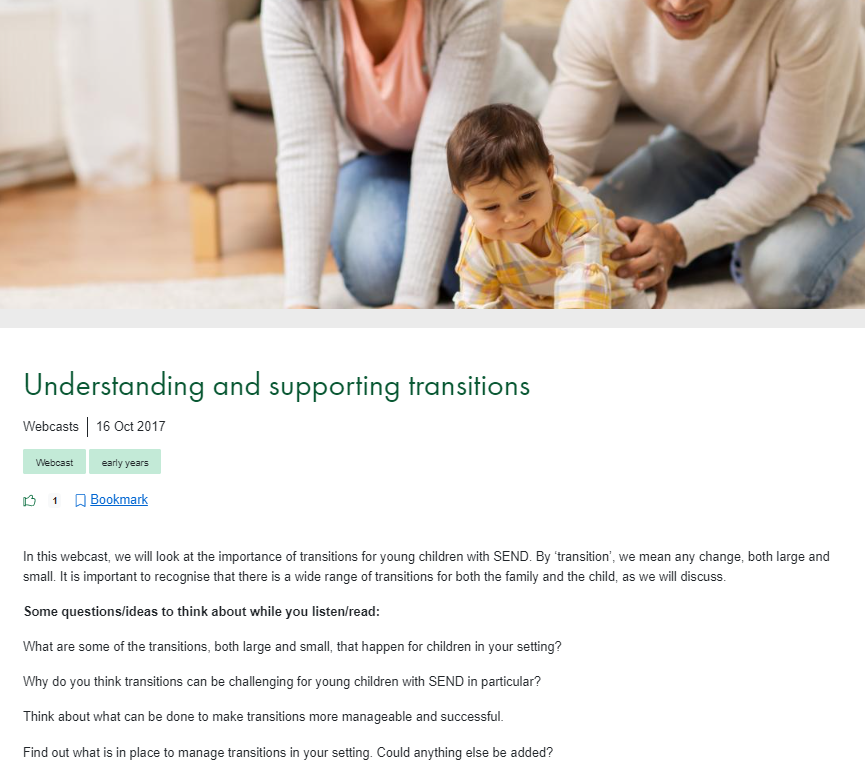 Understanding and supporting transitions
Webcasts
16 Oct 2017
Webcast
early years
1
Bookmark
In this webcast, we will look at the importance of transitions for young children with SEND. By ‘transition’, we mean any change, both large and
small. It is important to recognise that there is a wide range of transitions for both the family and the child, as we will discuss.
Some questions/ideas to think about while you listen/read:
What are some of the transitions, both large and small, that happen for children in your setting?
Why do you think transitions can be challenging for young children with SEND in particular?
Think about what can be done to make transitions more manageable and successful.
Find out what is in place to manage transitions in your setting. Could anything else be added?